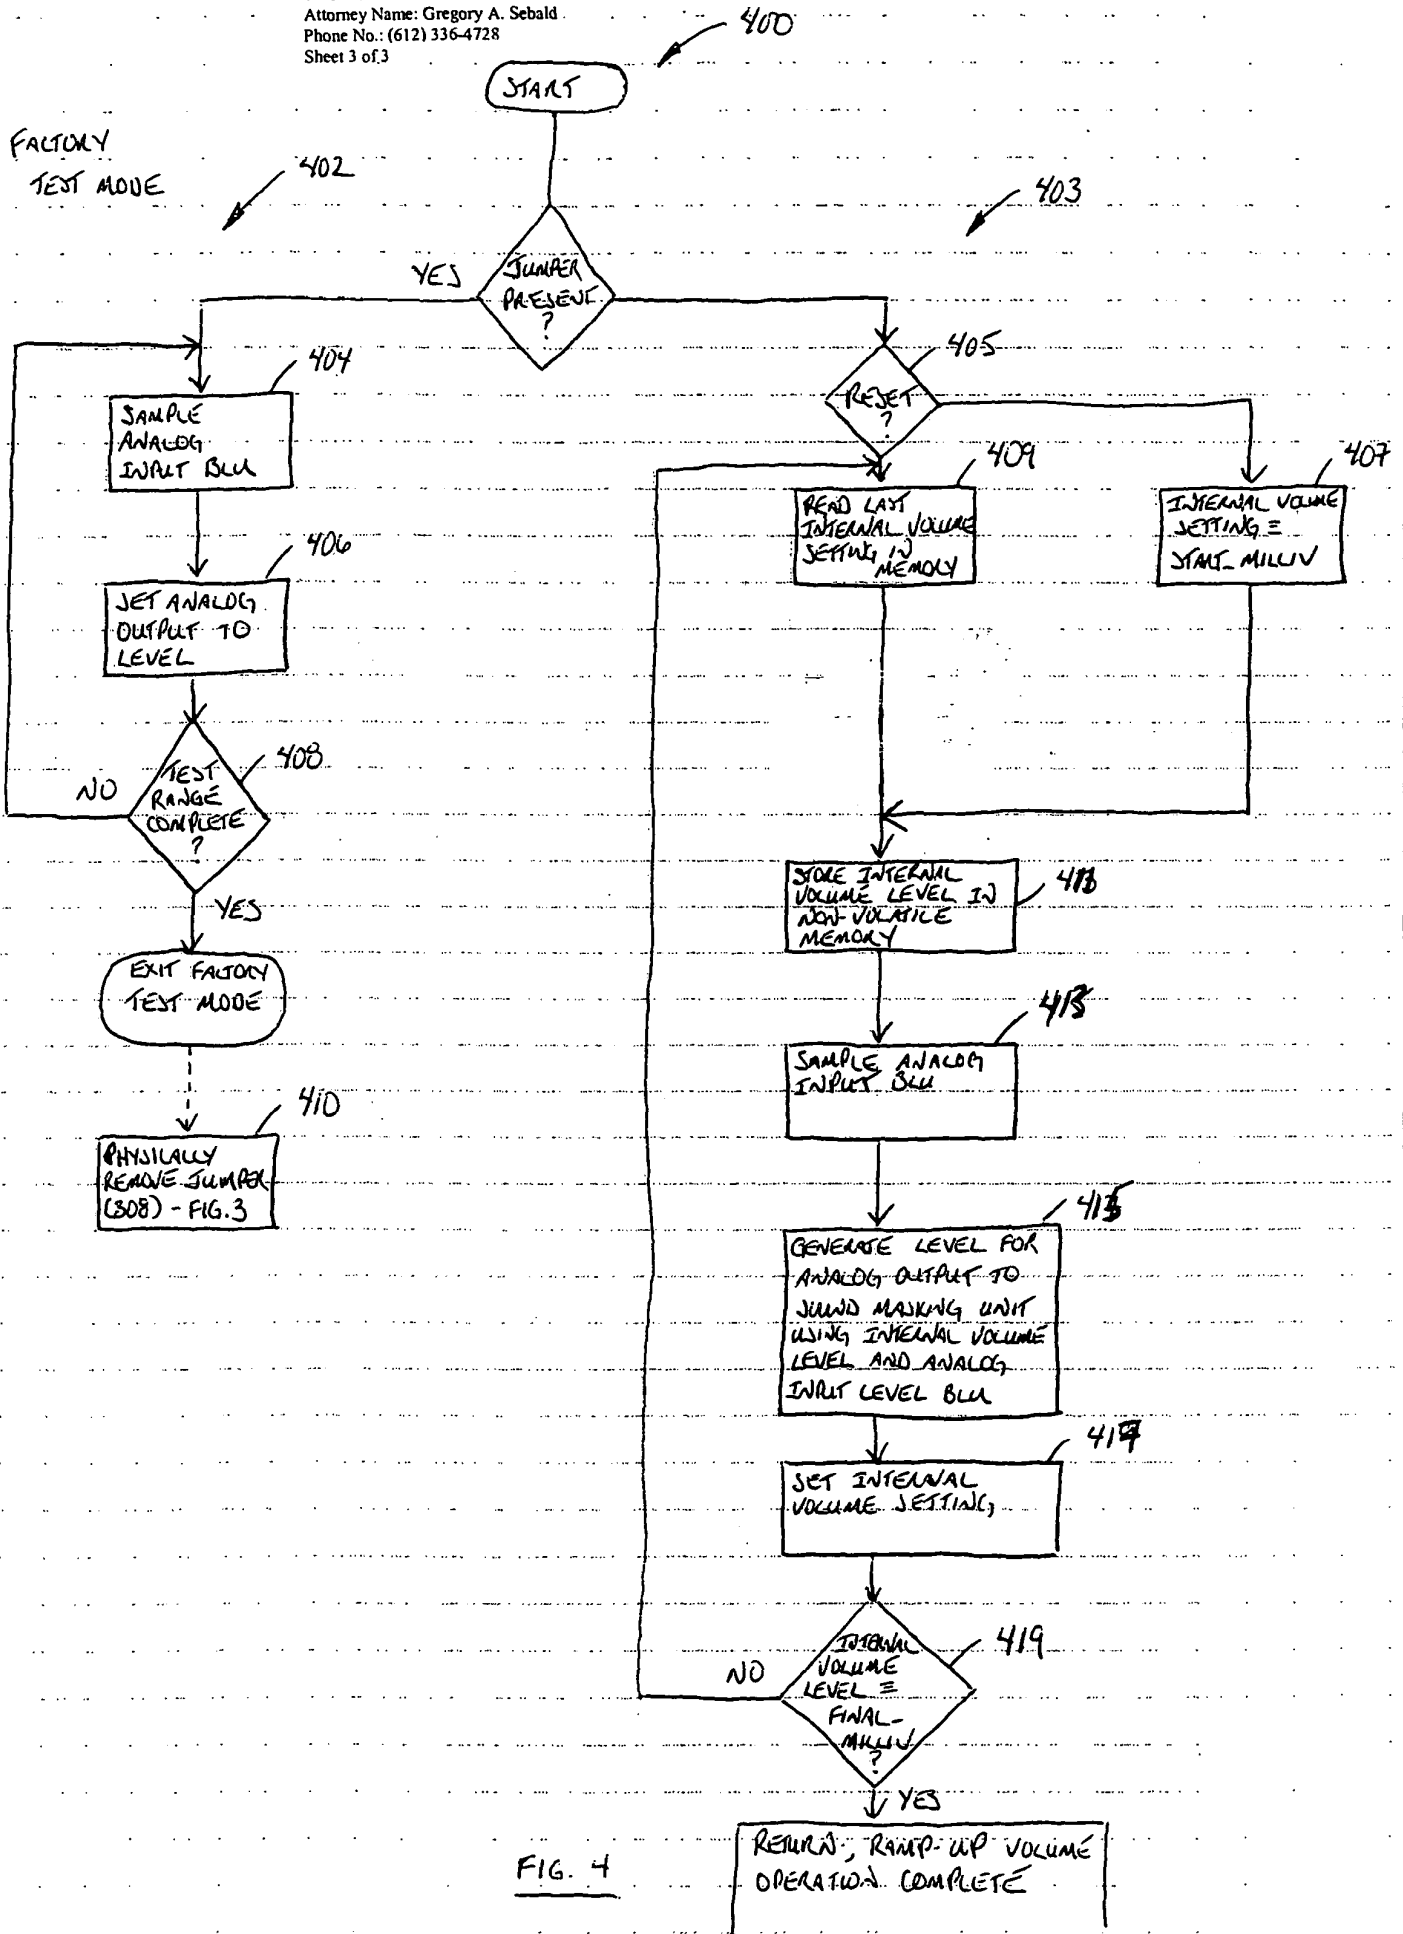 Attorney Name: Gregory A. Sebald
Phone No.: (612) 336-4728
Sheet 3 of 3
400
START
FACTORY
TEST MODE
402
403
YES
JUMPER
PRESENT
?
404
SAMPLE
ANALOG
INPUT BLU
405
RESET
?
409
READ LAST
INTERNAL VOLUME
SETTING IN
MEMORY
407
INTERNAL VOLUME
SETTING ≡
START_MILLIV
406
SET ANALOG
OUTPUT TO
LEVEL
408
TEST
RANGE
COMPLETE
?
NO
YES
STORE INTERNAL
VOLUME LEVEL IN
NON-VOLATILE
MEMORY
EXIT FACTORY
TEST MODE
SAMPLE ANALOG
INPUT BLU
410
PHYSICALLY
REMOVE JUMPER
(308) - FIG. 3
GENERATE LEVEL FOR
ANALOG OUTPUT TO
SOUND MASKING UNIT
USING INTERNAL VOLUME
LEVEL AND ANALOG
INPUT LEVEL BLU
SET INTERNAL
VOLUME SETTING
419
INTERNAL
VOLUME
LEVEL ≡
FINAL_
MILLIV
?
NO
YES
RETURN; RAMP-UP VOLUME
OPERATION COMPLETE
FIG. 4